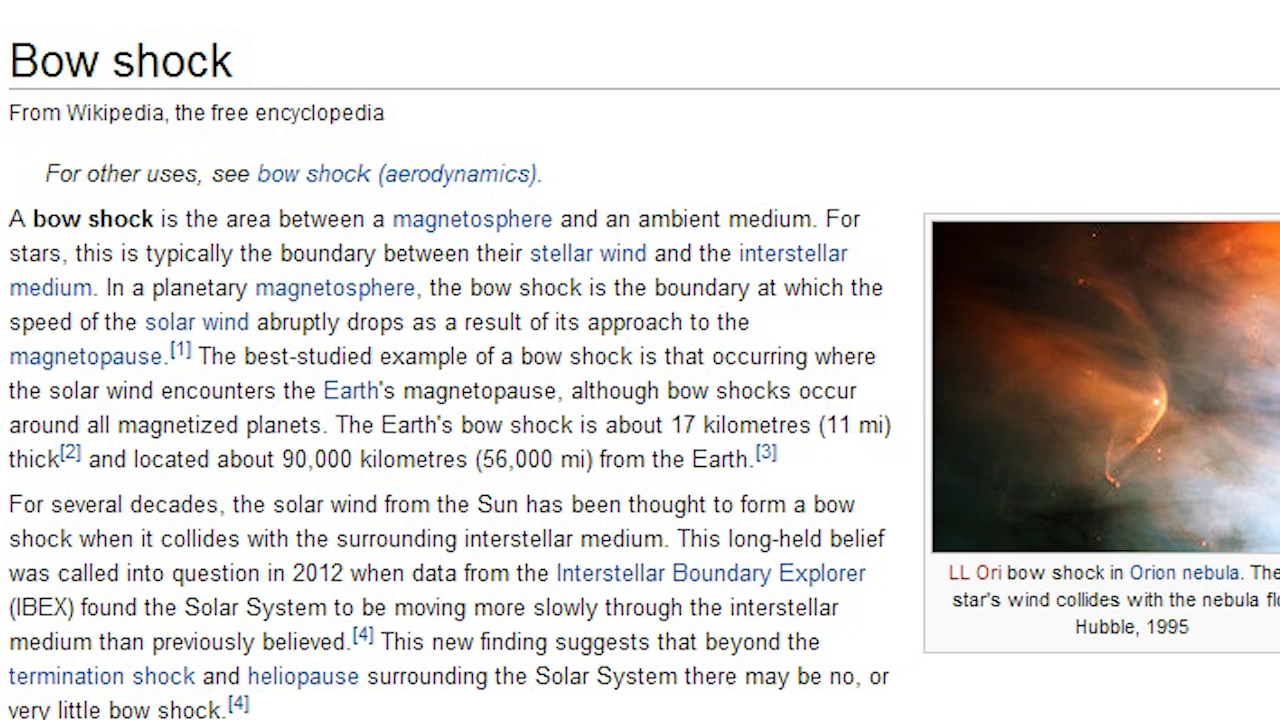 Bow shock
From Wikipedia, the free encyclopedia
For other uses, see bow shock (aerodynamics).
A bow shock is the area between a magnetosphere and an ambient medium. For
stars, this is typically the boundary between their stellar wind and the interstellar
medium. In a planetary magnetosphere, the bow shock is the boundary at which the
speed of the solar wind abruptly drops as a result of its approach to the
magnetopause.[1] The best-studied example of a bow shock is that occurring where
the solar wind encounters the Earth's magnetopause, although bow shocks occur
around all magnetized planets. The Earth's bow shock is about 17 kilometres (11 mi)
thick[2] and located about 90,000 kilometres (56,000 mi) from the Earth.[3]
For several decades, the solar wind from the Sun has been thought to form a bow
shock when it collides with the surrounding interstellar medium. This long-held belief
was called into question in 2012 when data from the Interstellar Boundary Explorer
(IBEX) found the Solar System to be moving more slowly through the interstellar
medium than previously believed.[4] This new finding suggests that beyond the
termination shock and heliopause surrounding the Solar System there may be no, or
very little bow shock.[4]
LL Ori bow shock in Orion nebula. The
star's wind collides with the nebula
Hubble, 1995